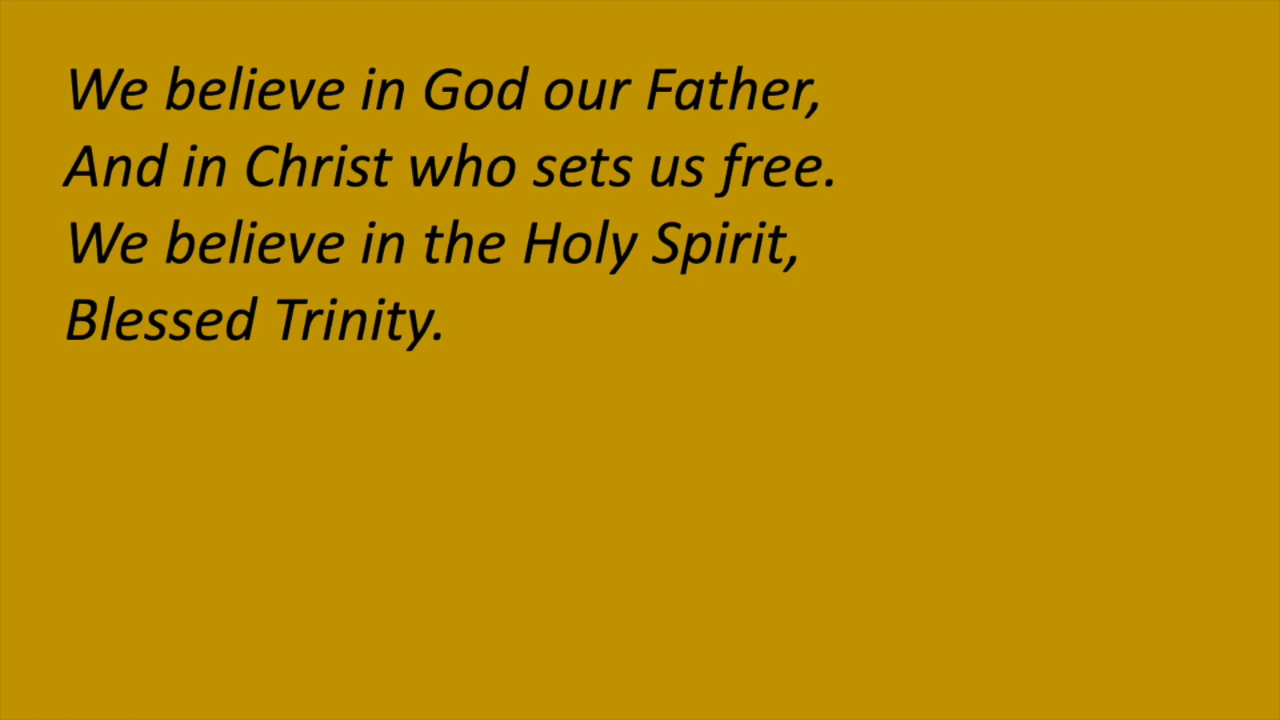 We believe in God our Father,
And in Christ who sets us free.
We believe in the Holy Spirit,
Blessed Trinity.